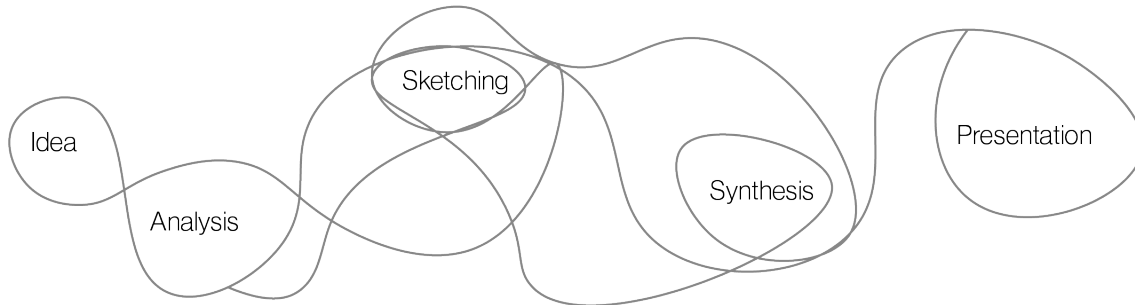 Idea
Analysis
Sketching
Synthesis
Presentation